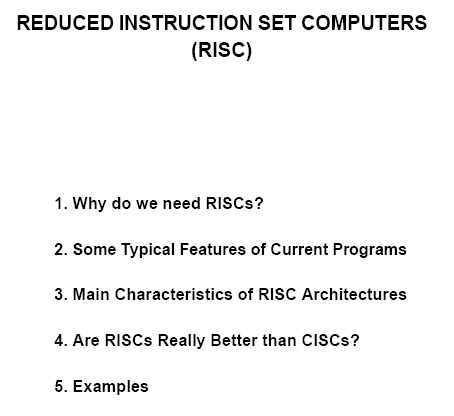 REDUCED INSTRUCTION SET COMPUTERS
(RISC)
1. Why do we need RISCs?
2. Some Typical Features of Current Programs
3. Main Characteristics of RISC Architectures
4. Are RISCs Really Better than CISCs?
5. Examples